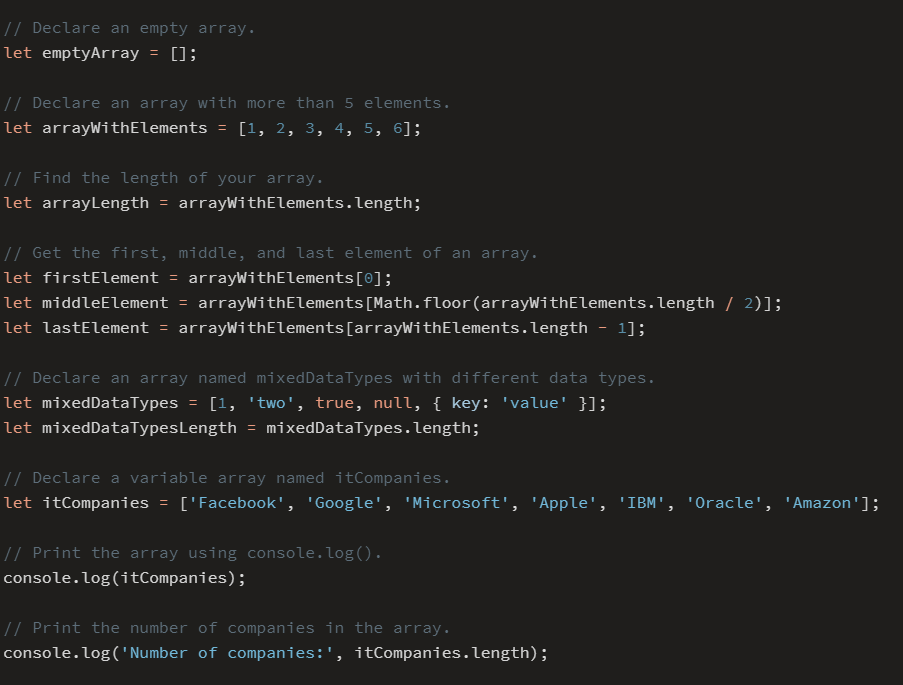 // Declare an empty array.
let emptyArray = [];
// Declare an array with more than 5 elements.
let arrayWithElements = [1, 2, 3, 4, 5, 6];
// Find the length of your array.
let arrayLength = arrayWithElements.length;
// Get the first, middle, and last element of an array.
let firstElement = arrayWithElements[0];
let middleElement = arrayWithElements[Math.floor(arrayWithElements.length / 2)];
let lastElement = arrayWithElements[arrayWithElements.length - 1];
// Declare an array named mixedDataTypes with different data types.
let mixedDataTypes = [1, 'two', true, null, { key: 'value' }];
let mixedDataTypesLength = mixedDataTypes.length;
// Declare a variable array named itCompanies.
let itCompanies = ['Facebook', 'Google', 'Microsoft', 'Apple', 'IBM', 'Oracle', 'Amazon'];
// Print the array using console.log().
console.log(itCompanies);
// Print the number of companies in the array.
console.log('Number of companies:', itCompanies.length);